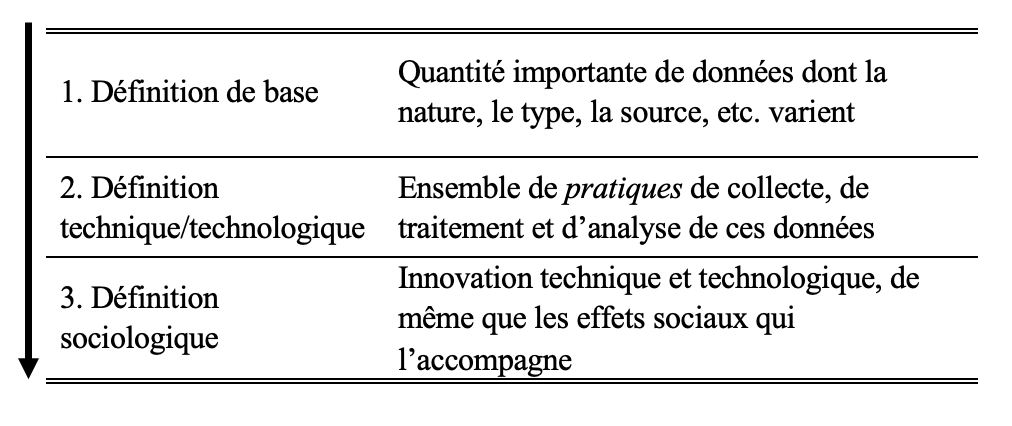 1. Définition de base
Quantité importante de données dont la
nature, le type, la source, etc. varient
2. Définition
technique/technologique
Ensemble de pratiques de collecte, de
traitement et d’analyse de ces données
3. Définition
sociologique
Innovation technique et technologique, de
même que les effets sociaux qui
l’accompagne